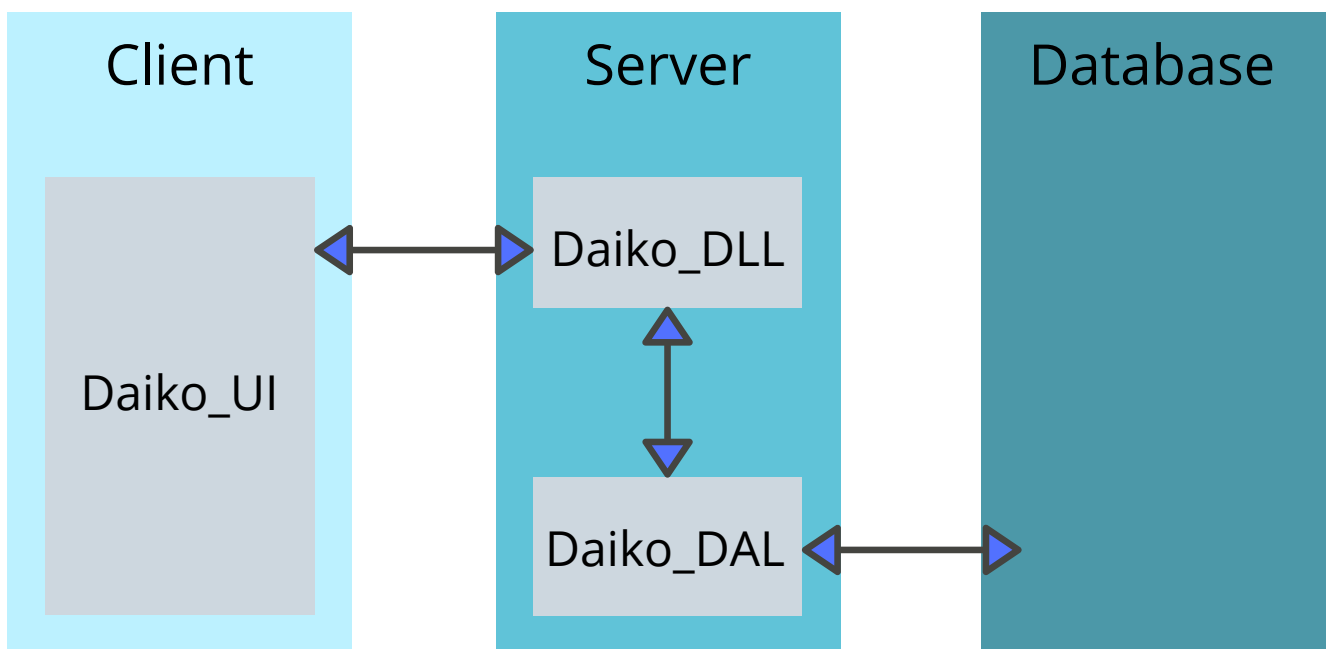 Client
Server
Database
Daiko_UI
Daiko_DLL
Daiko_DAL